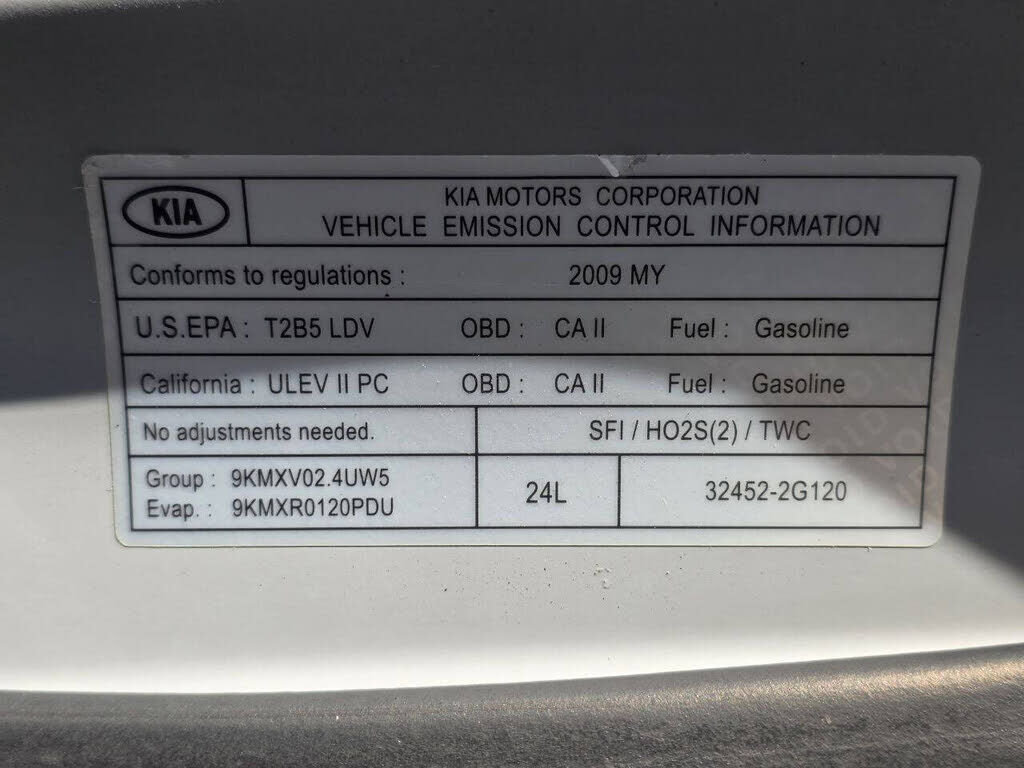 KIA
KIA MOTORS CORPORATION
VEHICLE EMISSION CONTROL INFORMATION
Conforms to regulations : 2009 MY
U.S.EPA : T2B5 LDV OBD : CA II Fuel : Gasoline
California : ULEV II PC OBD : CA II Fuel : Gasoline
No adjustments needed. SFI / HO2S(2) / TWC
Group : 9KMXV02.4UW5
Evap. : 9KMXR0120PDU
24L
32452-2G120